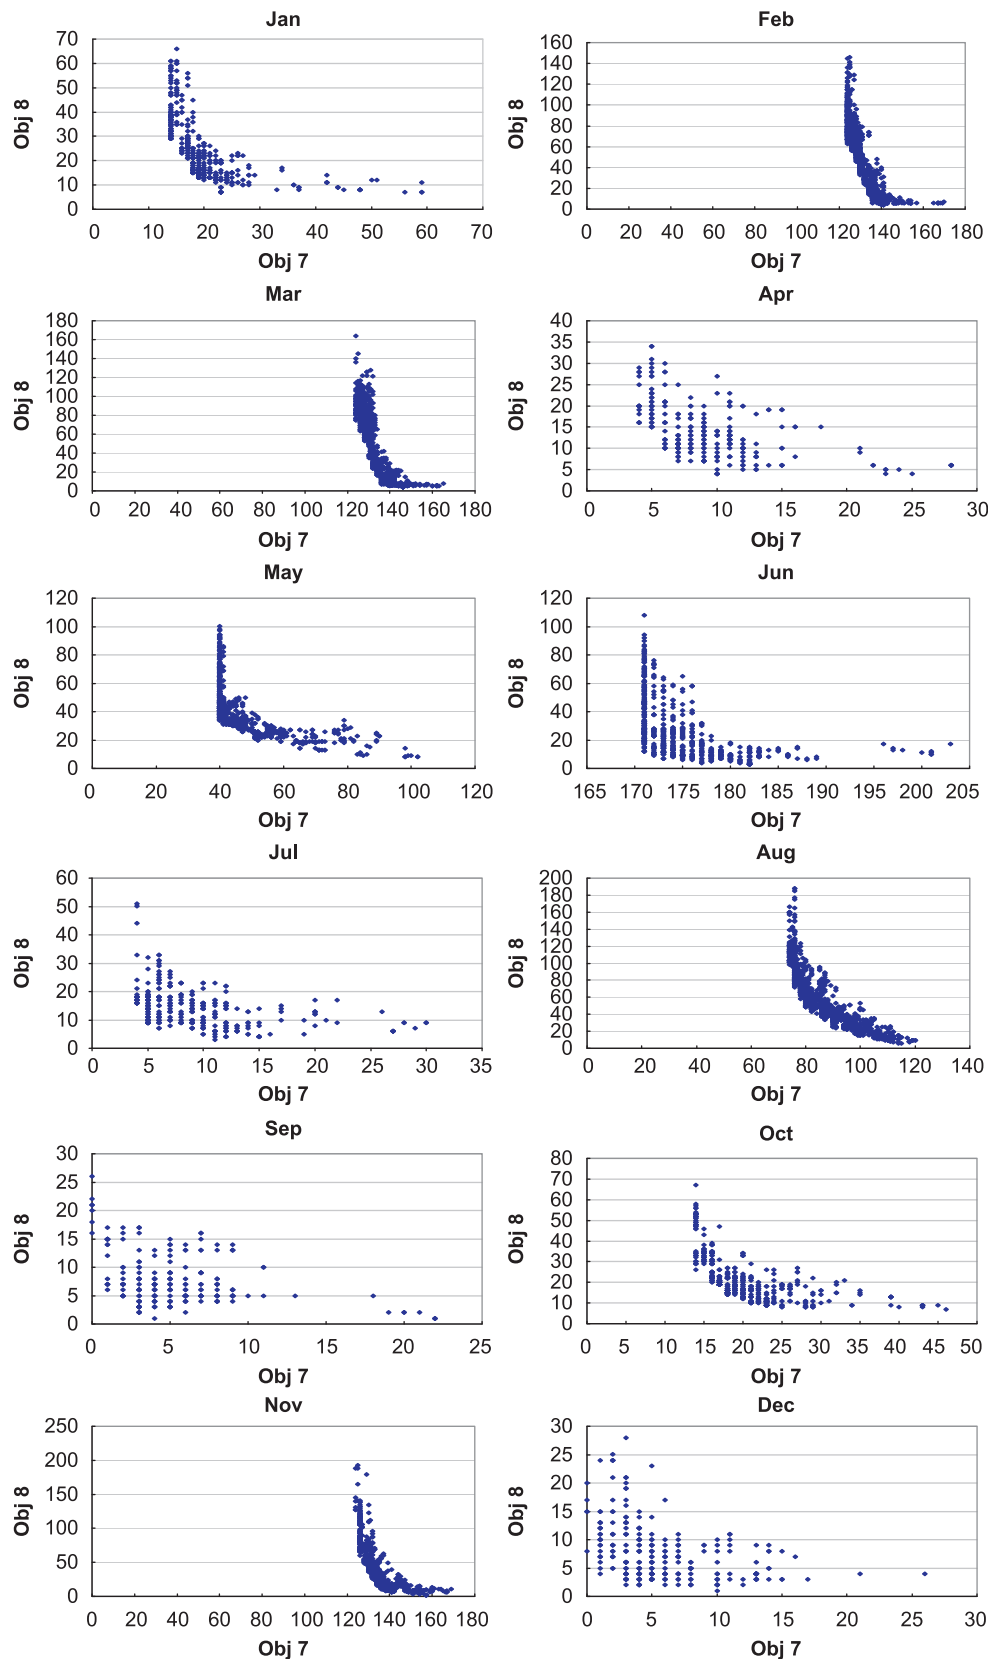 Jan
70
60
50
40
30
20
10
0
Obj 8
0 10 20 30 40 50 60 70
Obj 7
Feb
160
140
120
100
80
60
40
20
0
Obj 8
0 20 40 60 80 100 120 140 160 180
Obj 7
Mar
180
160
140
120
100
80
60
40
20
0
Obj 8
0 20 40 60 80 100 120 140 160 180
Obj 7
Apr
40
35
30
25
20
15
10
5
0
Obj 8
0 5 10 15 20 25 30
Obj 7
May
120
100
80
60
40
20
0
Obj 8
0 20 40 60 80 100 120
Obj 7
Jun
120
100
80
60
40
20
0
Obj 8
165 170 175 180 185 190 195 200 205
Obj 7
Jul
60
50
40
30
20
10
0
Obj 8
0 5 10 15 20 25 30 35
Obj 7
Aug
200
180
160
140
120
100
80
60
40
20
0
Obj 8
0 20 40 60 80 100 120 140
Obj 7
Sep
30
25
20
15
10
5
0
Obj 8
0 5 10 15 20 25
Obj 7
Oct
80
70
60
50
40
30
20
10
0
Obj 8
0 5 10 15 20 25 30 35 40 45 50
Obj 7
Nov
250
200
150
100
50
0
Obj 8
0 20 40 60 80 100 120 140 160 180
Obj 7
Dec
30
25
20
15
10
5
0
Obj 8
0 5 10 15 20 25 30
Obj 7